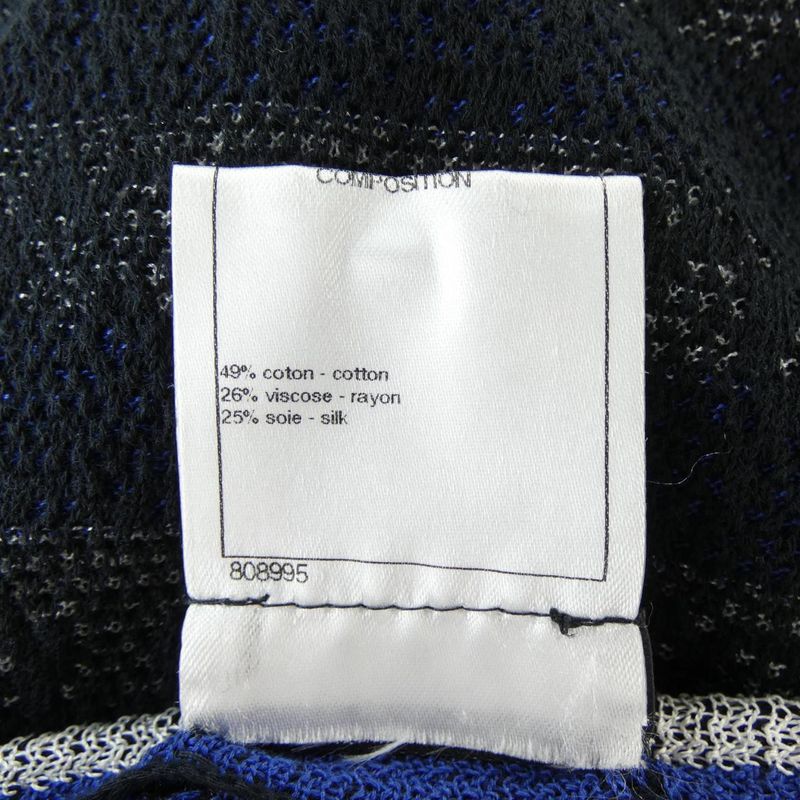 COMPOSITION
49% coton - cotton
26% viscose - rayon
25% soie - silk
808995